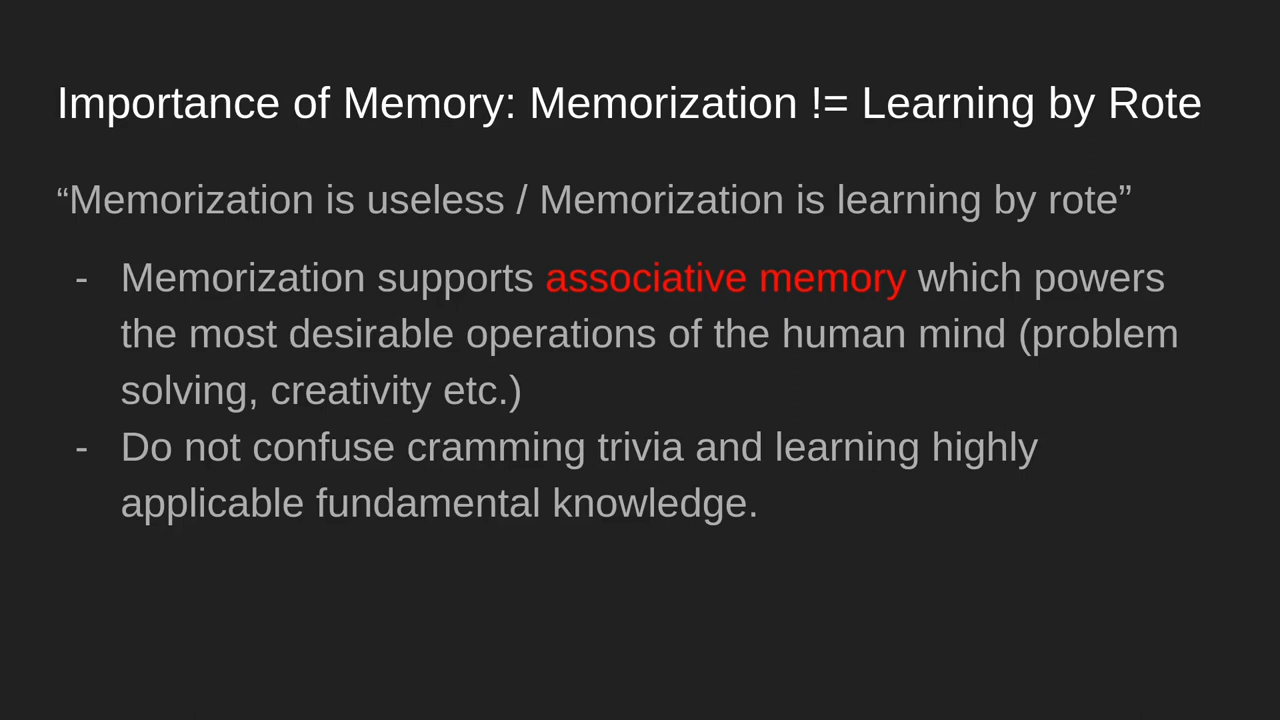 Importance of Memory: Memorization != Learning by Rote
“Memorization is useless / Memorization is learning by rote”
- Memorization supports associative memory which powers
the most desirable operations of the human mind (problem
solving, creativity etc.)
- Do not confuse cramming trivia and learning highly
applicable fundamental knowledge.